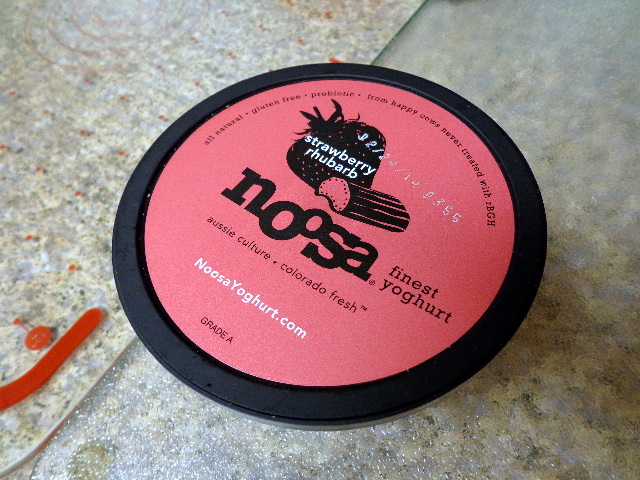 all natural • gluten free • probiotic • from happy cows never treated with rBGH
strawberry
rhubarb
noosa®
finest
yoghurt
aussie culture • colorado fresh™
NoosaYoghurt.com
GRADE A